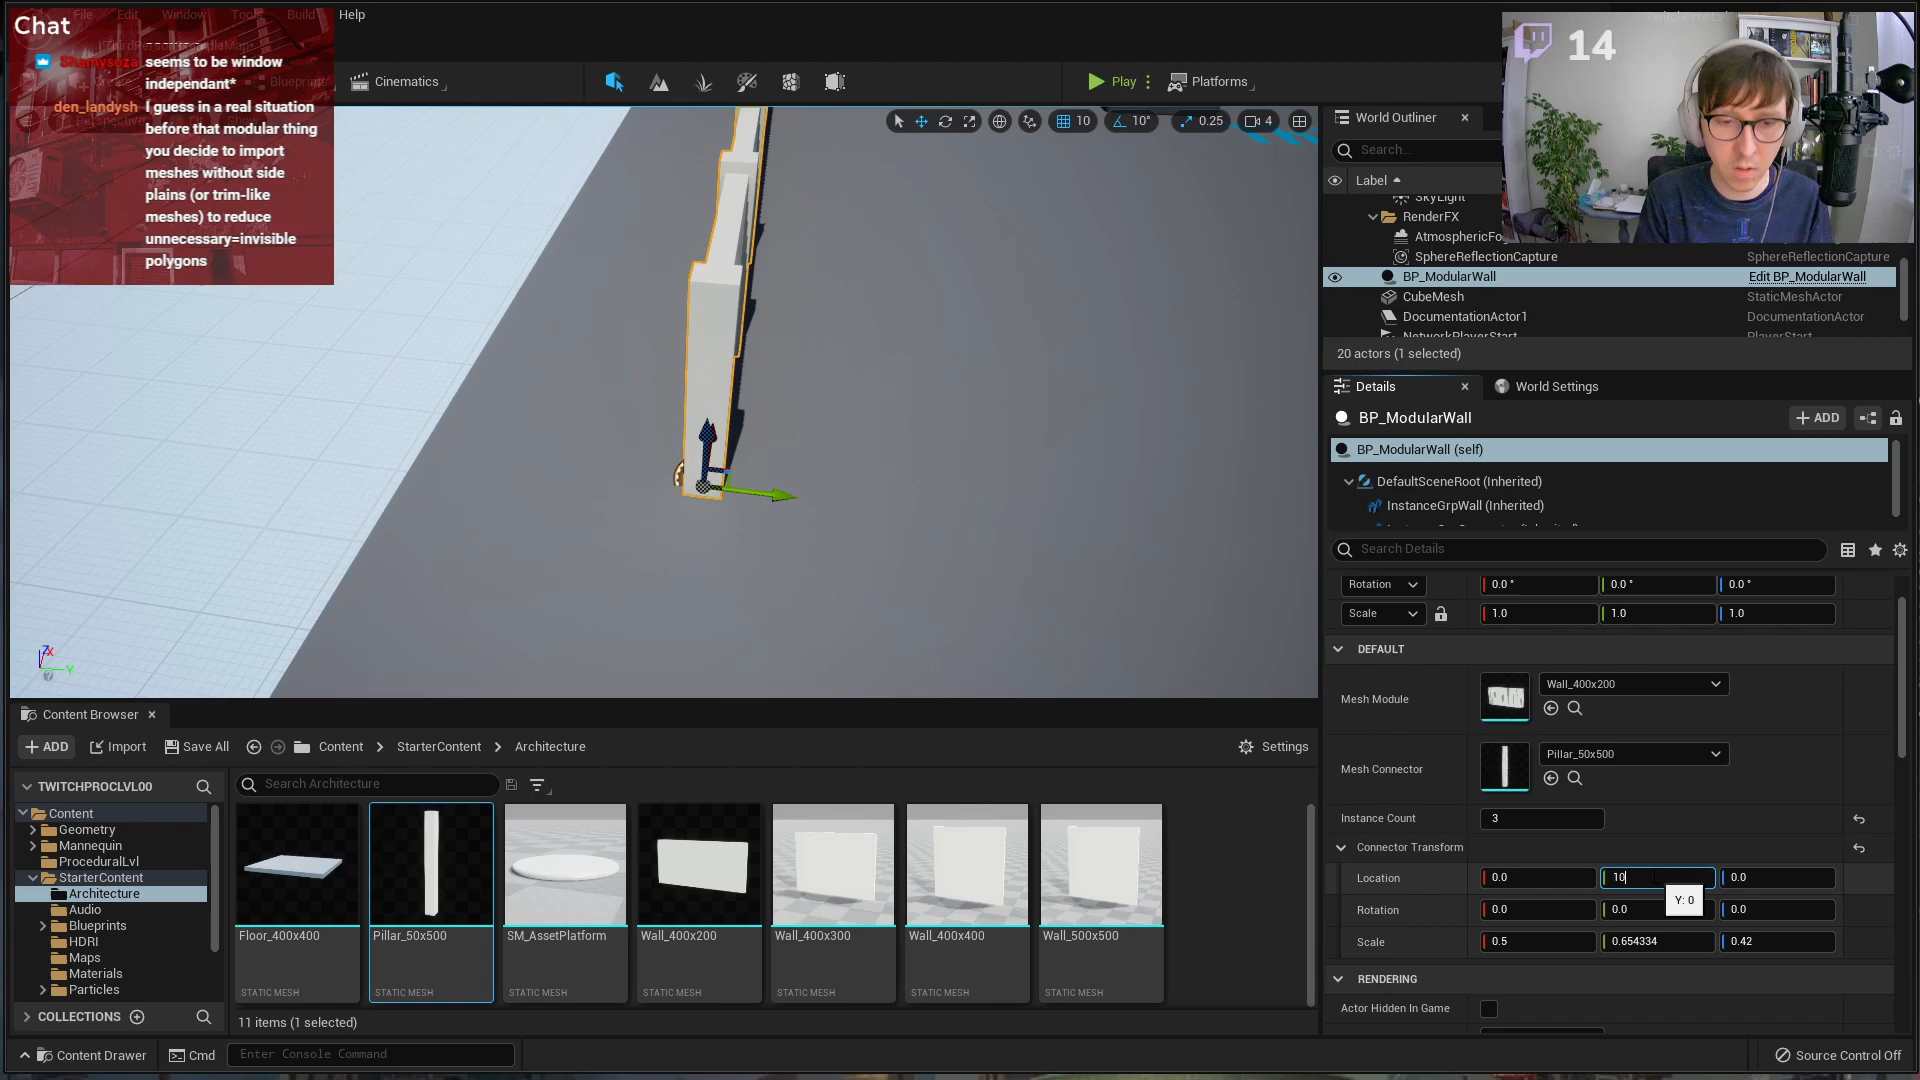 Chat
File Edit Window Tools Build Help
Shamysoza seems to be window
independant*
den_landysh I guess in a real situation
before that modular thing
you decide to import
meshes without side
plains (or trim-like
meshes) to reduce
unnecessary=invisible
polygons
Cinematics
Play
Platforms
10
10°
0.25
4
14
World Outliner
Search...
Label
SkyLight
RenderFX
AtmosphericFog
SphereReflectionCapture SphereReflectionCapture
BP_ModularWall Edit BP_ModularWall
CubeMesh StaticMeshActor
DocumentationActor1 DocumentationActor
NetworkPlayerStart PlayerStart
20 actors (1 selected)
Details
World Settings
BP_ModularWall
ADD
BP_ModularWall (self)
DefaultSceneRoot (Inherited)
InstanceGrpWall (Inherited)
Search Details
Rotation 0.0 ° 0.0 ° 0.0 °
Scale 1.0 1.0 1.0
DEFAULT
Mesh Module Wall_400x200
Mesh Connector Pillar_50x500
Instance Count 3
Connector Transform
Location 0.0 10 0.0
Y: 0
Rotation 0.0 0.0 0.0
Scale 0.5 0.654334 0.42
RENDERING
Actor Hidden In Game
Z X Y
Content Browser
ADD Import Save All Content StarterContent Architecture Settings
TWITCHPROCLVL00
Search Architecture
Content
Geometry
Mannequin
ProceduralLvl
StarterContent
Architecture
Audio
Blueprints
HDRI
Maps
Materials
Particles
COLLECTIONS
Floor_400x400 Pillar_50x500 SM_AssetPlatform Wall_400x200 Wall_400x300 Wall_400x400 Wall_500x500
STATIC MESH STATIC MESH STATIC MESH STATIC MESH STATIC MESH STATIC MESH STATIC MESH
11 items (1 selected)
Content Drawer Cmd Enter Console Command Source Control Off